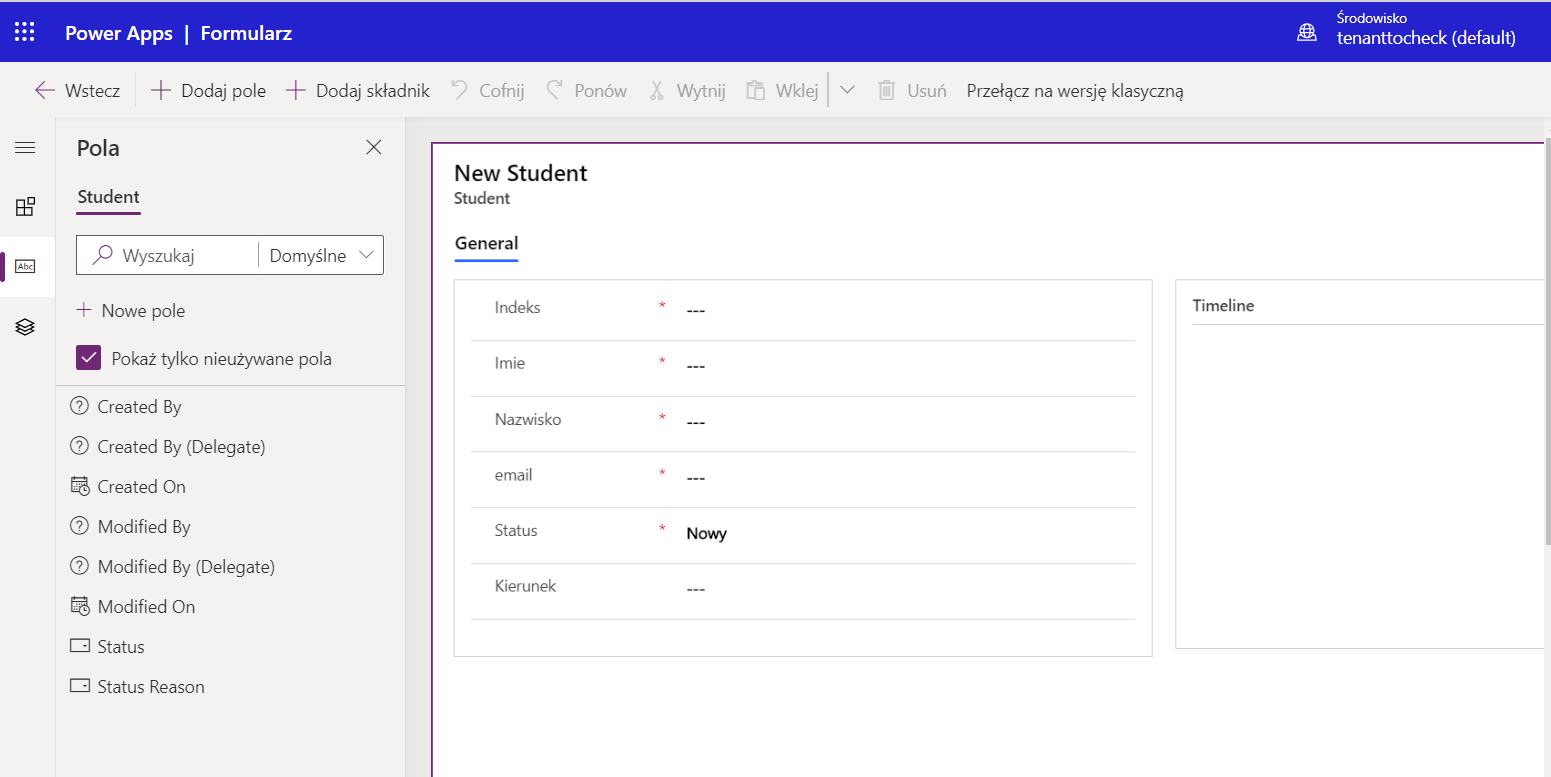 Power Apps | Formularz
Środowisko
tenanttocheck (default)
Wstecz Dodaj pole Dodaj składnik Cofnij Ponów Wytnij Wklej Usuń Przełącz na wersję klasyczną
Pola
Student
Wyszukaj Domyślne
Nowe pole
Pokaż tylko nieużywane pola
Created By
Created By (Delegate)
Created On
Modified By
Modified By (Delegate)
Modified On
Status
Status Reason
Abc
New Student
Student
General
Indeks * ---
Imie * ---
Nazwisko * ---
email * ---
Status * Nowy
Kierunek ---
Timeline